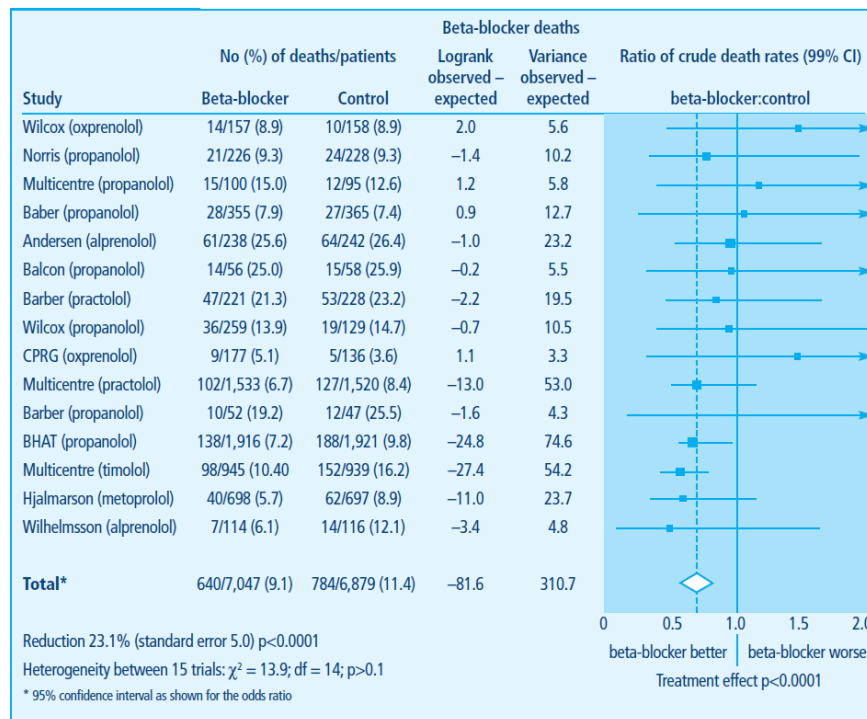 Beta-blocker deaths
No (%) of deaths/patients Logrank Variance Ratio of crude death rates (99% CI)
observed – observed –
Study Beta-blocker Control expected expected beta-blocker:control
Wilcox (oxprenolol) 14/157 (8.9) 10/158 (8.9) 2.0 5.6
Norris (propanolol) 21/226 (9.3) 24/228 (9.3) –1.4 10.2
Multicentre (propanolol) 15/100 (15.0) 12/95 (12.6) 1.2 5.8
Baber (propanolol) 28/355 (7.9) 27/365 (7.4) 0.9 12.7
Andersen (alprenolol) 61/238 (25.6) 64/242 (26.4) –1.0 23.2
Balcon (propanolol) 14/56 (25.0) 15/58 (25.9) –0.2 5.5
Barber (practolol) 47/221 (21.3) 53/228 (23.2) –2.2 19.5
Wilcox (propanolol) 36/259 (13.9) 19/129 (14.7) –0.7 10.5
CPRG (oxprenolol) 9/177 (5.1) 5/136 (3.6) 1.1 3.3
Multicentre (practolol) 102/1,533 (6.7) 127/1,520 (8.4) –13.0 53.0
Barber (propranolol) 10/52 (19.2) 12/47 (25.5) –1.6 4.3
BHAT (propanolol) 138/1,916 (7.2) 188/1,921 (9.8) –24.8 74.6
Multicentre (timolol) 98/945 (10.40 152/939 (16.2) –27.4 54.2
Hjalmarson (metoprolol) 40/698 (5.7) 62/697 (8.9) –11.0 23.7
Wilhelmsson (alprenolol) 7/114 (6.1) 14/116 (12.1) –3.4 4.8
Total* 640/7,047 (9.1) 784/6,879 (11.4) –81.6 310.7
0 0.5 1.0 1.5 2.0
Reduction 23.1% (standard error 5.0) p<0.0001
beta-blocker better beta-blocker worse
Heterogeneity between 15 trials: χ² = 13.9; df = 14; p>0.1
Treatment effect p<0.0001
* 95% confidence interval as shown for the odds ratio